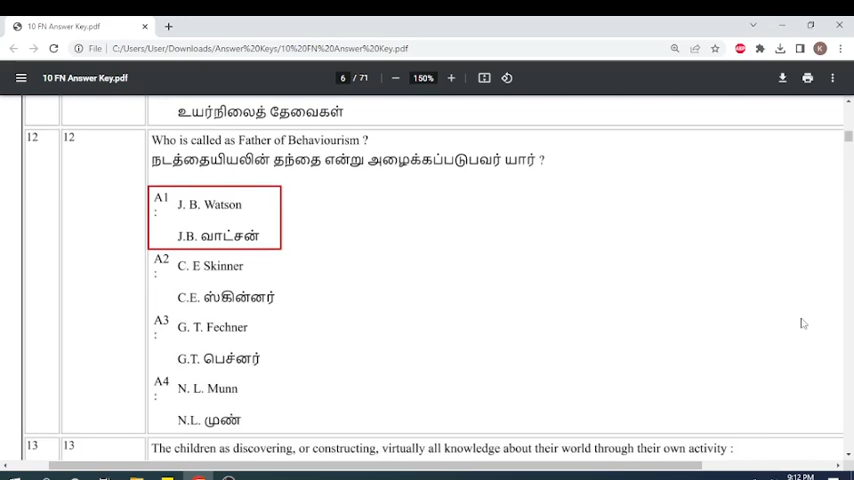 10 FN Answer Key.pdf
File
C:/Users/User/Downloads/Answer%20Keys/10%20FN%20Answer%20Key.pdf
ABP
K
10 FN Answer Key.pdf
6 / 71
150%
உயர்நிலைத் தேவைகள்
12 12 Who is called as Father of Behaviourism ?
நடத்தையியலின் தந்தை என்று அழைக்கப்படுபவர் யார் ?
A1 : J. B. Watson
J.B. வாட்சன்
A2 : C. E Skinner
C.E. ஸ்கின்னர்
A3 : G. T. Fechner
G.T. பெச்னர்
A4 : N. L. Munn
N.L. முண்
13 13 The children as discovering, or constructing, virtually all knowledge about their world through their own activity :
9:12 PM